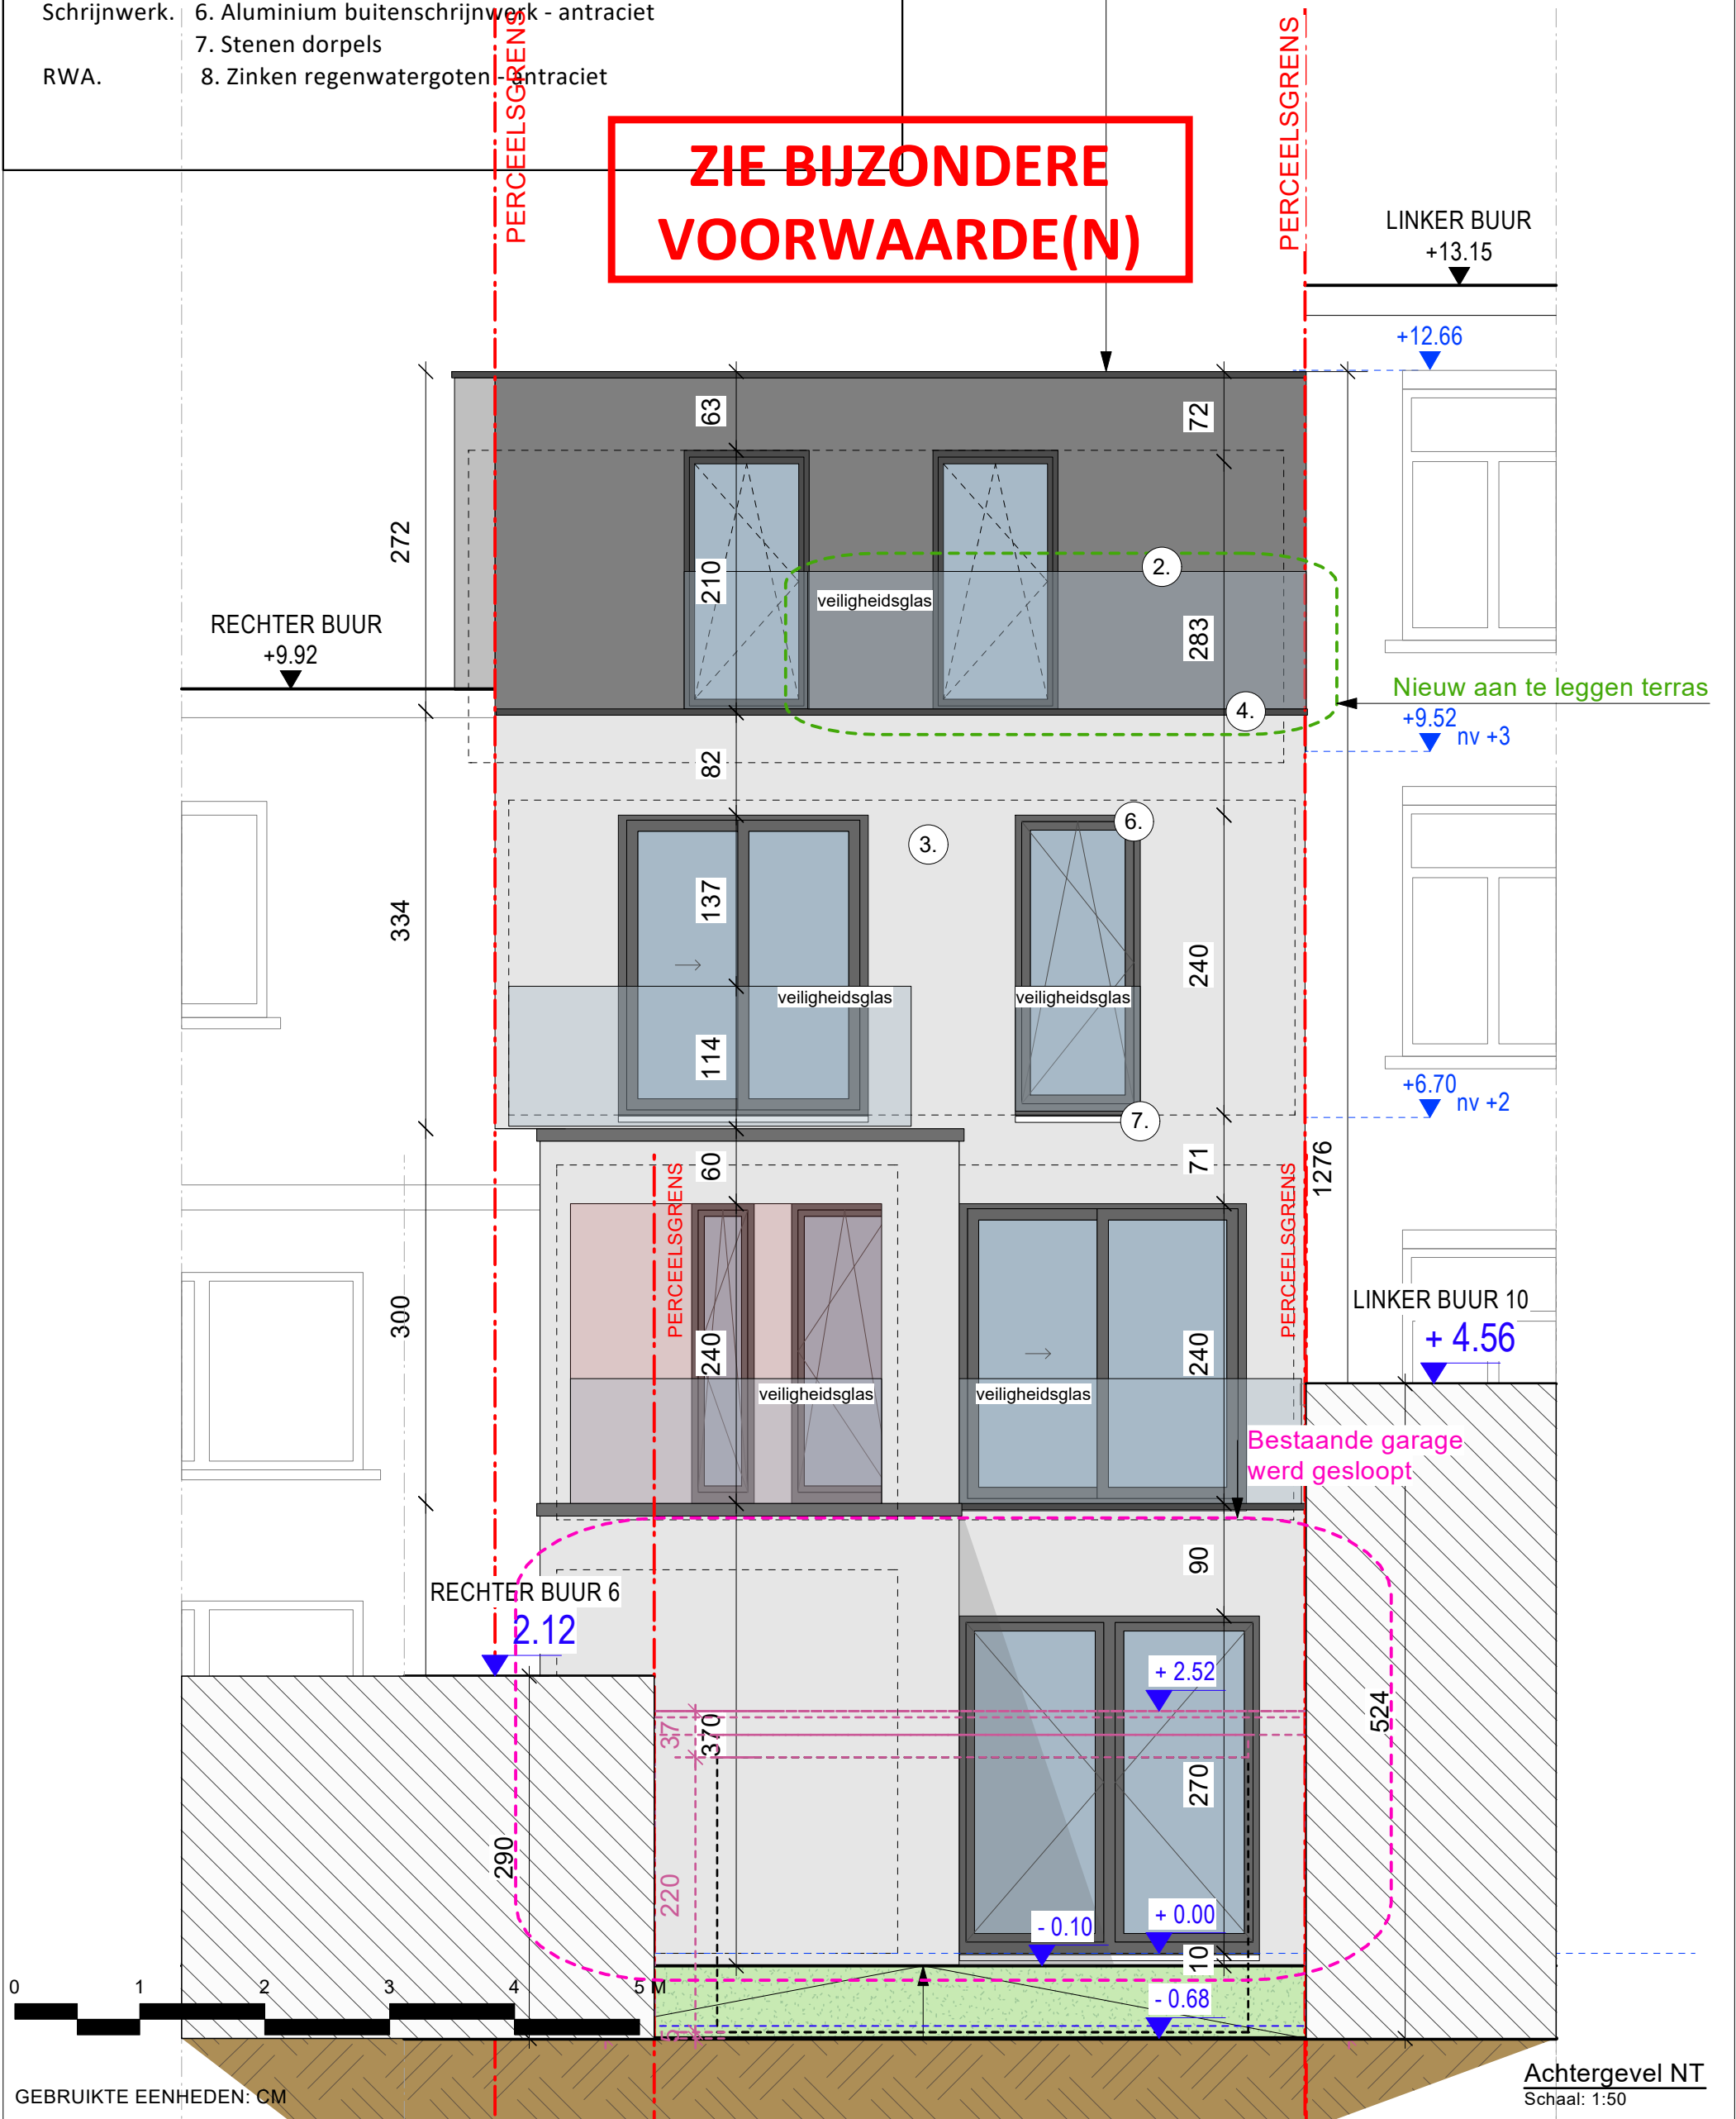 Schrijnwerk. 6. Aluminium buitenschrijnwerk - antraciet
7. Stenen dorpels
RWA. 8. Zinken regenwatergoten - antraciet
PERCEELSGRENS
PERCEELSGRENS
ZIE BIJZONDERE
VOORWAARDE(N)
LINKER BUUR
+13.15
+12.66
63
72
272
210
2.
veiligheidsglas
283
RECHTER BUUR
+9.92
Nieuw aan te leggen terras
4.
+9.52
nv +3
82
6.
3.
137
334
240
veiligheidsglas
veiligheidsglas
114
+6.70
nv +2
7.
60
71
1276
PERCEELSGRENS
PERCEELSGRENS
300
LINKER BUUR 10
+ 4.56
240
240
veiligheidsglas
veiligheidsglas
Bestaande garage
werd gesloopt
90
RECHTER BUUR 6
2.12
+ 2.52
37
370
524
270
290
220
- 0.10
+ 0.00
10
0 1 2 3 4 5 M
- 0.68
5
GEBRUIKTE EENHEDEN: CM
Achtergevel NT
Schaal: 1:50